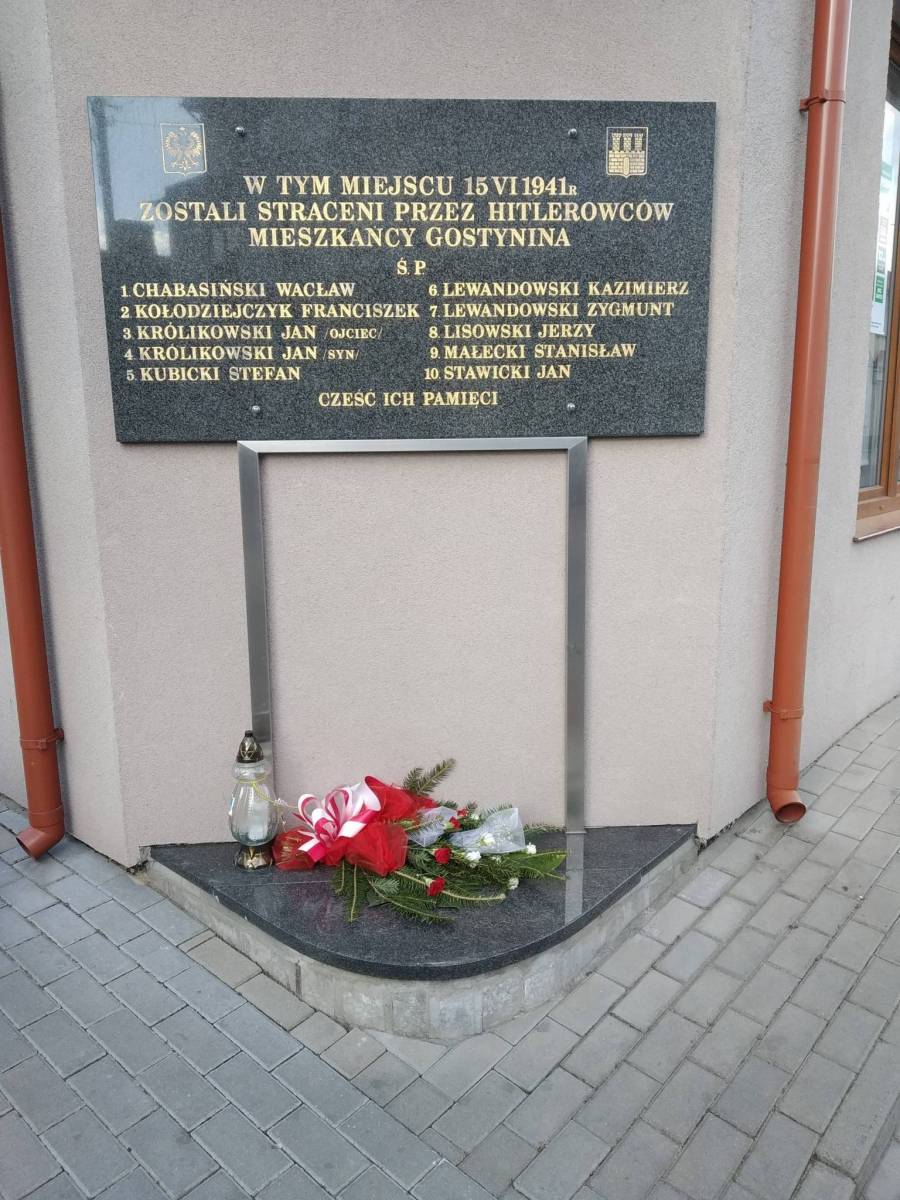 W TYM MIEJSCU 15 VI 1941R
ZOSTALI STRACENI PRZEZ HITLEROWCÓW
MIESZKAŃCY GOSTYNINA
Ś.P.
1. CHABASIŃSKI WACŁAW
2. KOŁODZIEJCZYK FRANCISZEK
3. KRÓLIKOWSKI JAN /OJCIEC/
4. KRÓLIKOWSKI JAN /SYN/
5. KUBICKI STEFAN
6. LEWANDOWSKI KAZIMIERZ
7. LEWANDOWSKI ZYGMUNT
8. LISOWSKI JERZY
9. MAŁECKI STANISŁAW
10. STAWICKI JAN
CZEŚĆ ICH PAMIĘCI